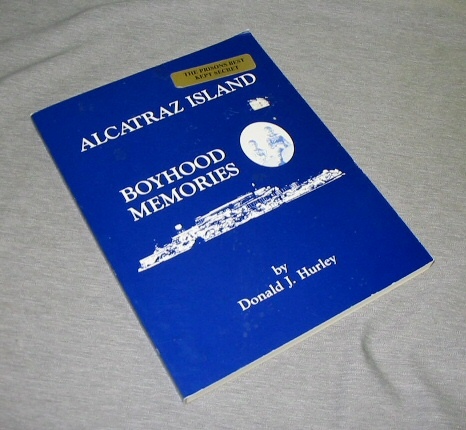 THE PRISONS BEST
KEPT SECRET
ALCATRAZ ISLAND
BOYHOOD
MEMORIES
by
Donald J. Hurley